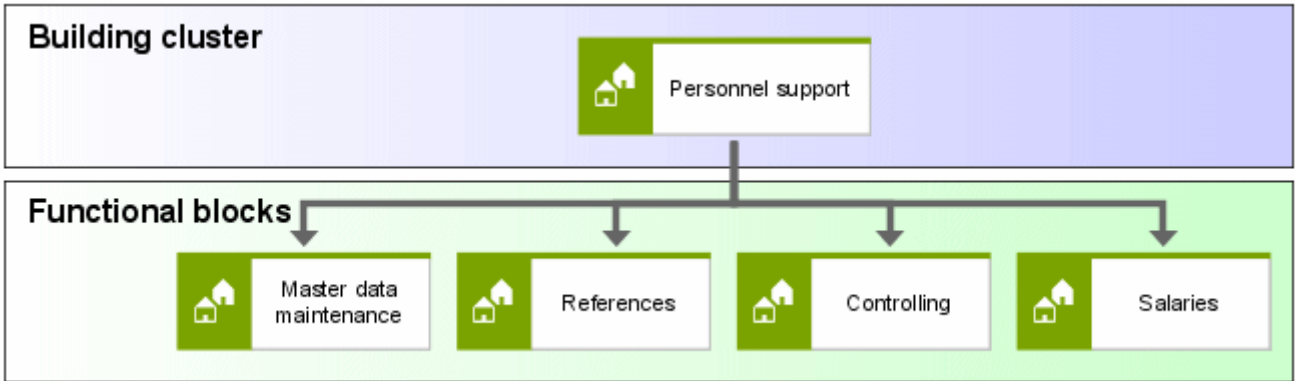 Building cluster
Personnel support
Functional blocks
Master data
maintenance
References
Controlling
Salaries